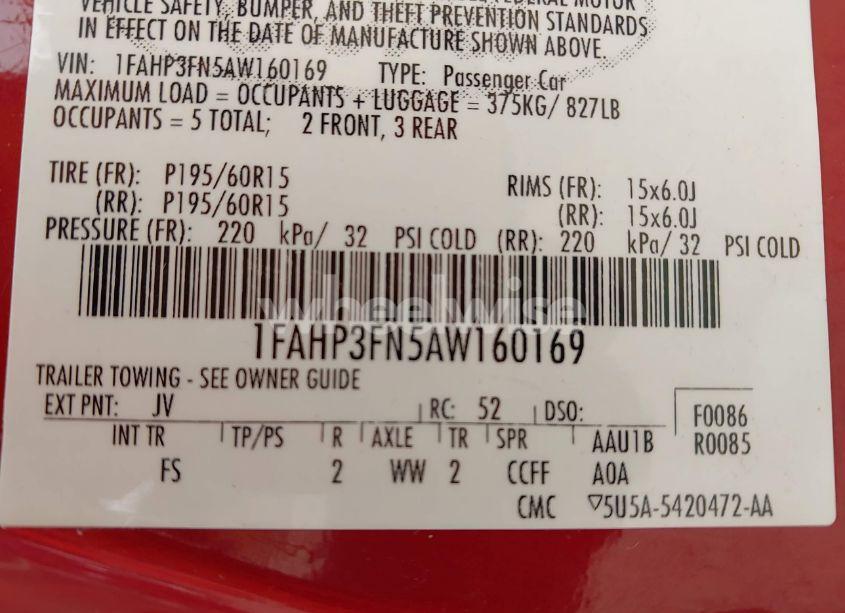 VEHICLE SAFETY, BUMPER, AND THEFT PREVENTION STANDARDS
IN EFFECT ON THE DATE OF MANUFACTURE SHOWN ABOVE.
VIN: 1FAHP3FN5AW160169 TYPE: Passenger Car
MAXIMUM LOAD = OCCUPANTS + LUGGAGE = 375KG/ 827LB
OCCUPANTS = 5 TOTAL; 2 FRONT, 3 REAR
TIRE (FR): P195/60R15 RIMS (FR): 15x6.0J
(RR): P195/60R15 (RR): 15x6.0J
PRESSURE (FR): 220 kPa/ 32 PSI COLD (RR): 220 kPa/ 32 PSI COLD
wheelwise
1FAHP3FN5AW160169
TRAILER TOWING - SEE OWNER GUIDE
EXT PNT: JV RC: 52 DSO: F0086
INT TR TP/PS R AXLE TR SPR AAU1B R0085
FS 2 WW 2 CCFF A0A
CMC ▽5U5A-5420472-AA